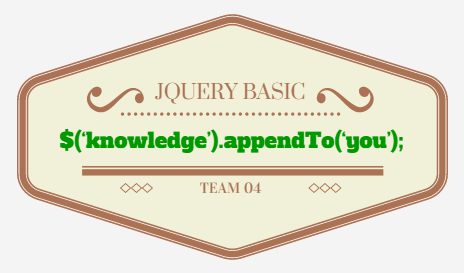 JQUERY BASIC
$(‘knowledge’).appendTo(‘you’);
TEAM 04